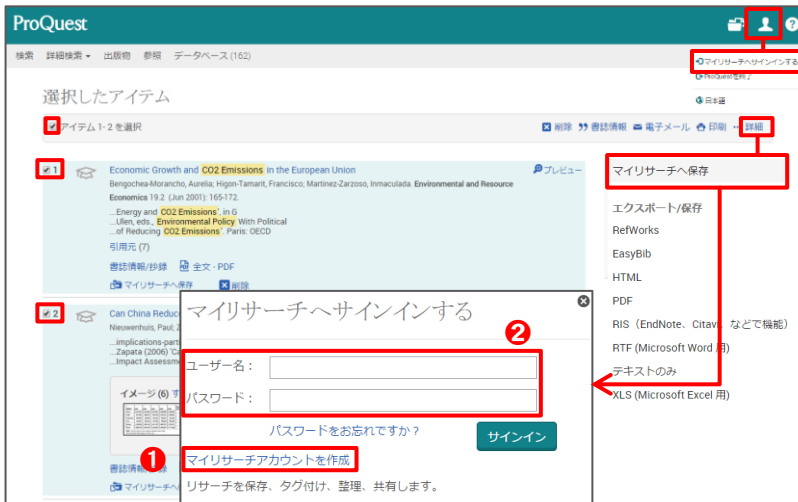 ProQuest
?
検索 詳細検索 出版物 参照 データベース (162)
マイリサーチへサインインする
ProQuestを終了
日本語
選択したアイテム
アイテム 1- 2 を選択
削除 書誌情報 電子メール 印刷 ••• 詳細
1
Economic Growth and CO2 Emissions in the European Union
プレビュー
Bengochea-Morancho, Aurelia; Higon-Tamarit, Francisco; Martinez-Zarzoso, Inmaculada. Environmental and Resource
Economics 19.2 (Jun 2001): 165-172.
...Energy and CO2 Emissions', in G
...Ulen, eds., Environmental Policy With Political
...of Reducing CO2 Emissions'. Paris: OECD
引用元 (7)
書誌情報/抄録 全文 - PDF
マイリサーチへ保存 削除
マイリサーチへ保存
エクスポート/保存
RefWorks
EasyBib
HTML
PDF
RIS（EndNote、Citavi、などで機能）
RTF (Microsoft Word 用)
テキストのみ
XLS (Microsoft Excel 用)
2
Can China Reduc
Nieuwenhuis, Paul; Z
...implications-parti
...Zapata (2006) 'Ca
...Impact Assessm
イメージ (6) す
書誌情報
マイリサーチへ
マイリサーチへサインインする
2
ユーザー名：
パスワード：
パスワードをお忘れですか？
サインイン
1
マイリサーチアカウントを作成
リサーチを保存、タグ付け、整理、共有します。